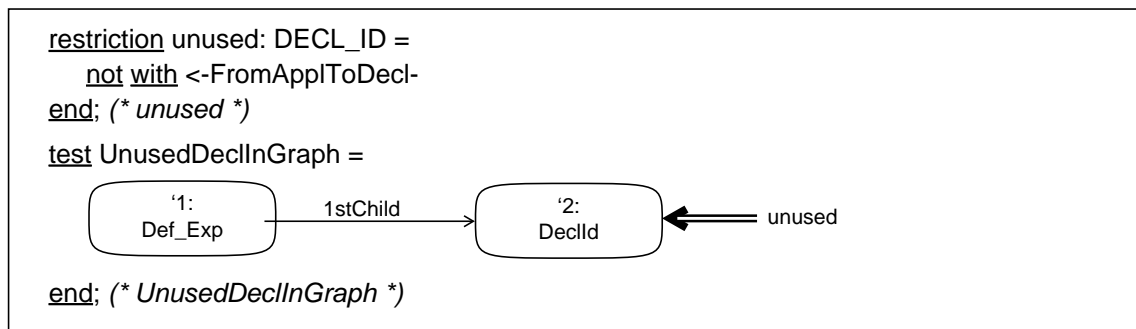 restriction unused: DECL_ID =
not with <-FromApplToDecl-
end; (* unused *)
test UnusedDeclInGraph =
‘1:
Def_Exp
1stChild
‘2:
DeclId
unused
end; (* UnusedDeclInGraph *)